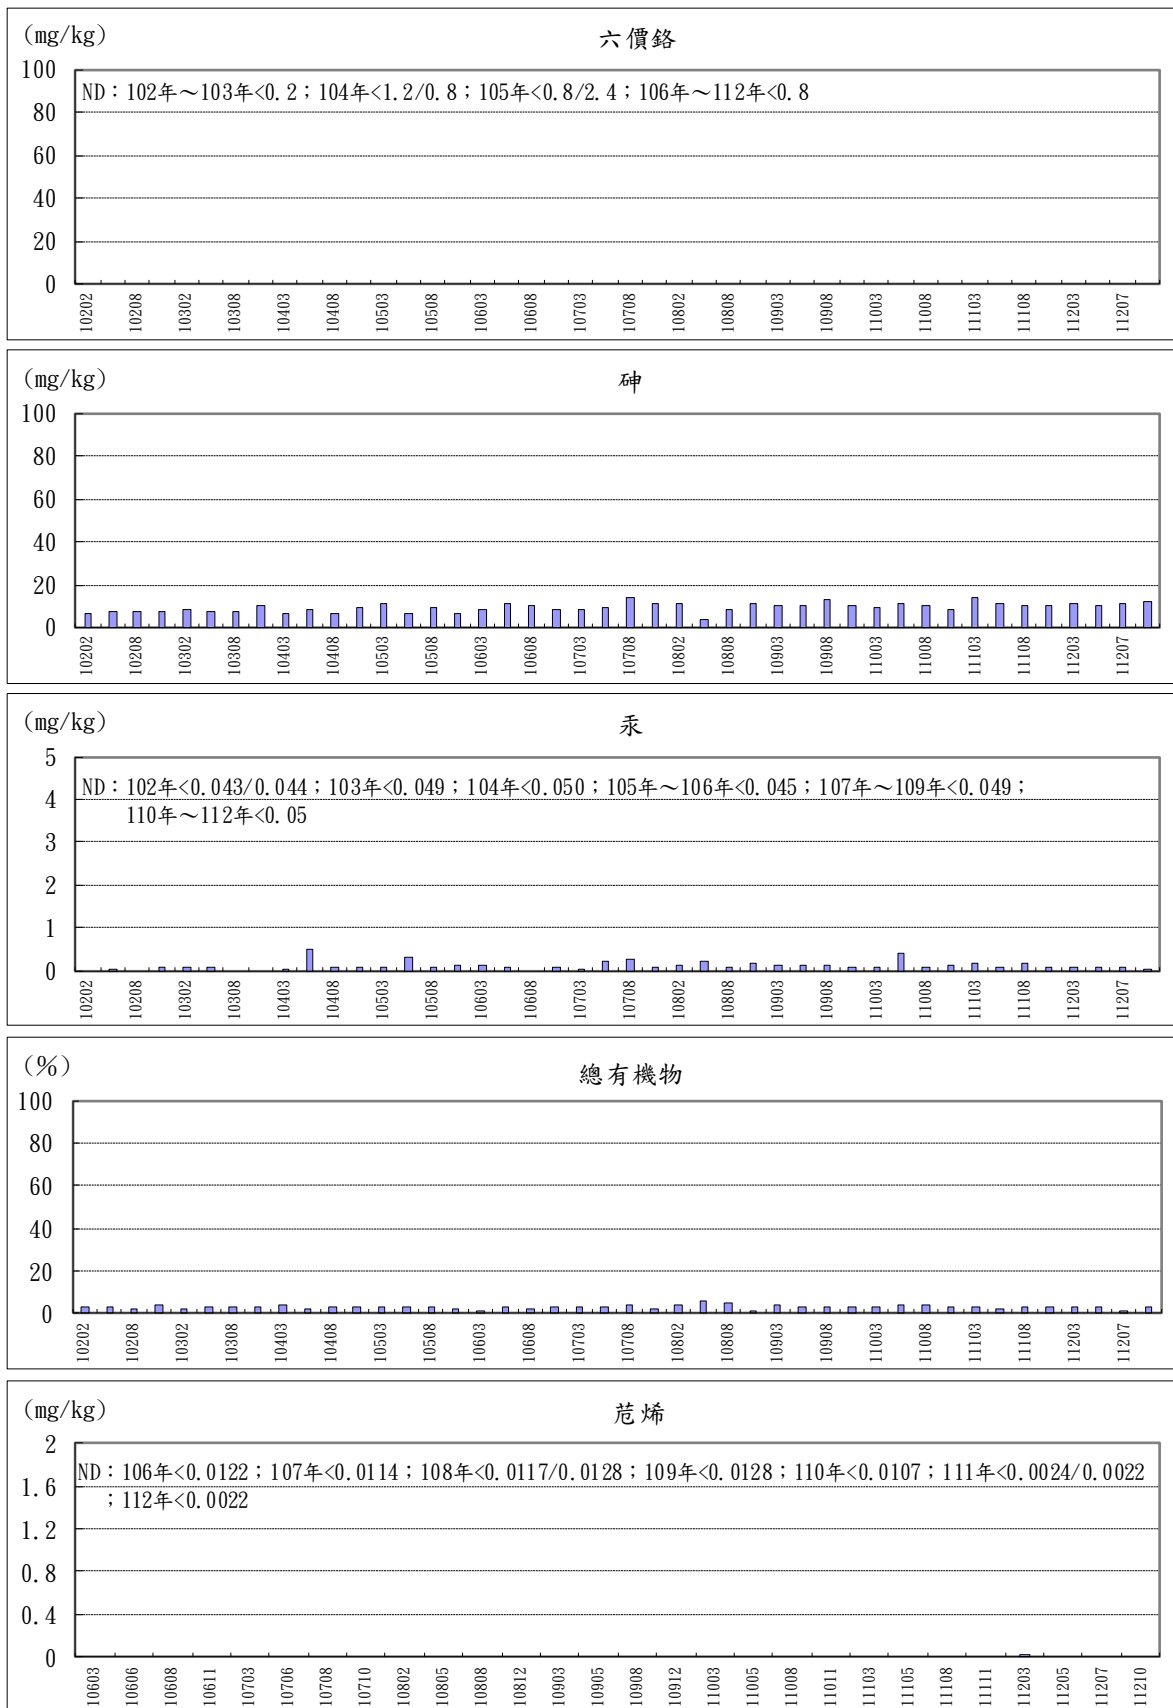 (mg/kg)
六價鉻
100
ND：102年～103年<0.2；104年<1.2/0.8；105年<0.8/2.4；106年～112年<0.8
80
60
40
20
0
10202 10208 10302 10308 10403 10408 10503 10508 10603 10608 10703 10708 10802 10808 10903 10908 11003 11008 11103 11108 11203 11207
(mg/kg)
砷
100
80
60
40
20
0
10202 10208 10302 10308 10403 10408 10503 10508 10603 10608 10703 10708 10802 10808 10903 10908 11003 11008 11103 11108 11203 11207
(mg/kg)
汞
5
ND：102年<0.043/0.044；103年<0.049；104年<0.050；105年～106年<0.045；107年～109年<0.049；
4
110年～112年<0.05
3
2
1
0
10202 10208 10302 10308 10403 10408 10503 10508 10603 10608 10703 10708 10802 10808 10903 10908 11003 11008 11103 11108 11203 11207
(%)
總有機物
100
80
60
40
20
0
10202 10208 10302 10308 10403 10408 10503 10508 10603 10608 10703 10708 10802 10808 10903 10908 11003 11008 11103 11108 11203 11207
(mg/kg)
苊烯
2
ND：106年<0.0122；107年<0.0114；108年<0.0117/0.0128；109年<0.0128；110年<0.0107；111年<0.0024/0.0022
1.6
；112年<0.0022
1.2
0.8
0.4
0
10603 10606 10608 10611 10703 10706 10708 10710 10802 10805 10808 10812 10903 10905 10908 10912 11003 11005 11008 11011 11103 11105 11108 11111 11203 11205 11207 11210